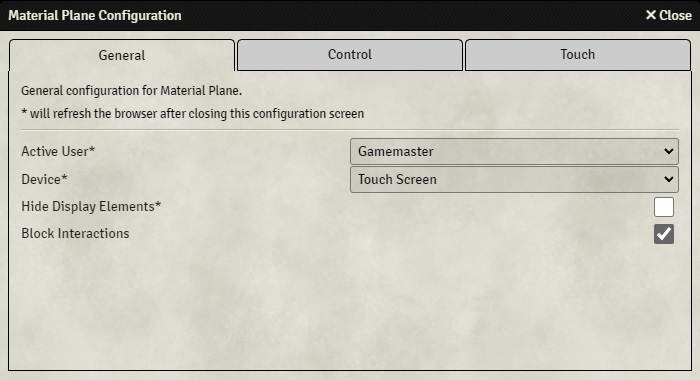 Material Plane Configuration
✕ Close
General
Control
Touch
General configuration for Material Plane.
* will refresh the browser after closing this configuration screen
Active User* Gamemaster
Device* Touch Screen
Hide Display Elements*
Block Interactions